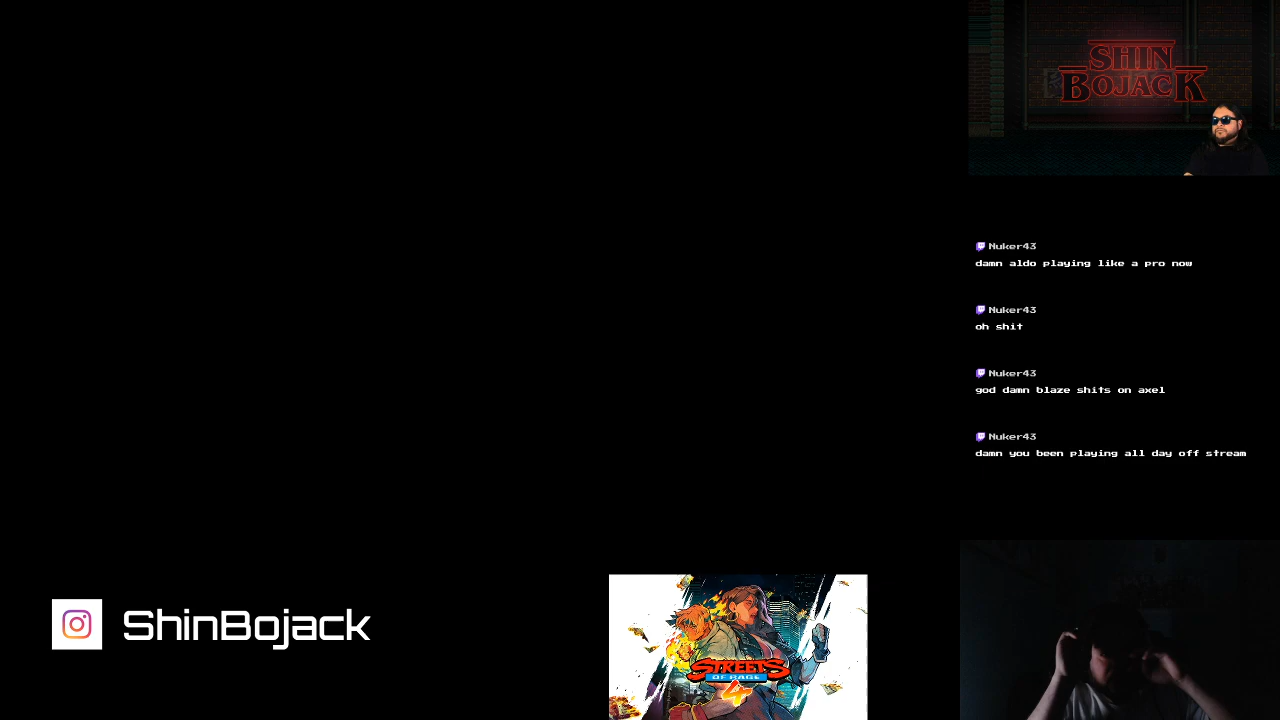 SHIN
BOJACK
Nuker43
damn aldo playing like a pro now
Nuker43
oh shit
Nuker43
god damn blaze shits on axel
Nuker43
damn you been playing all day off stream
ShinBojack
STREETS
OF RAGE
4